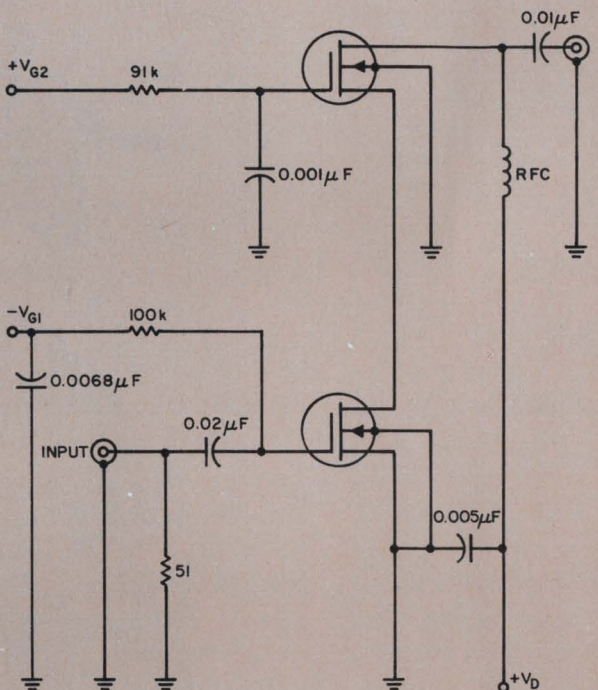 0.01μF
+VG2
91k
0.001μF
RFC
-VG1
100k
0.0068μF
0.02μF
INPUT
0.005μF
51
+VD